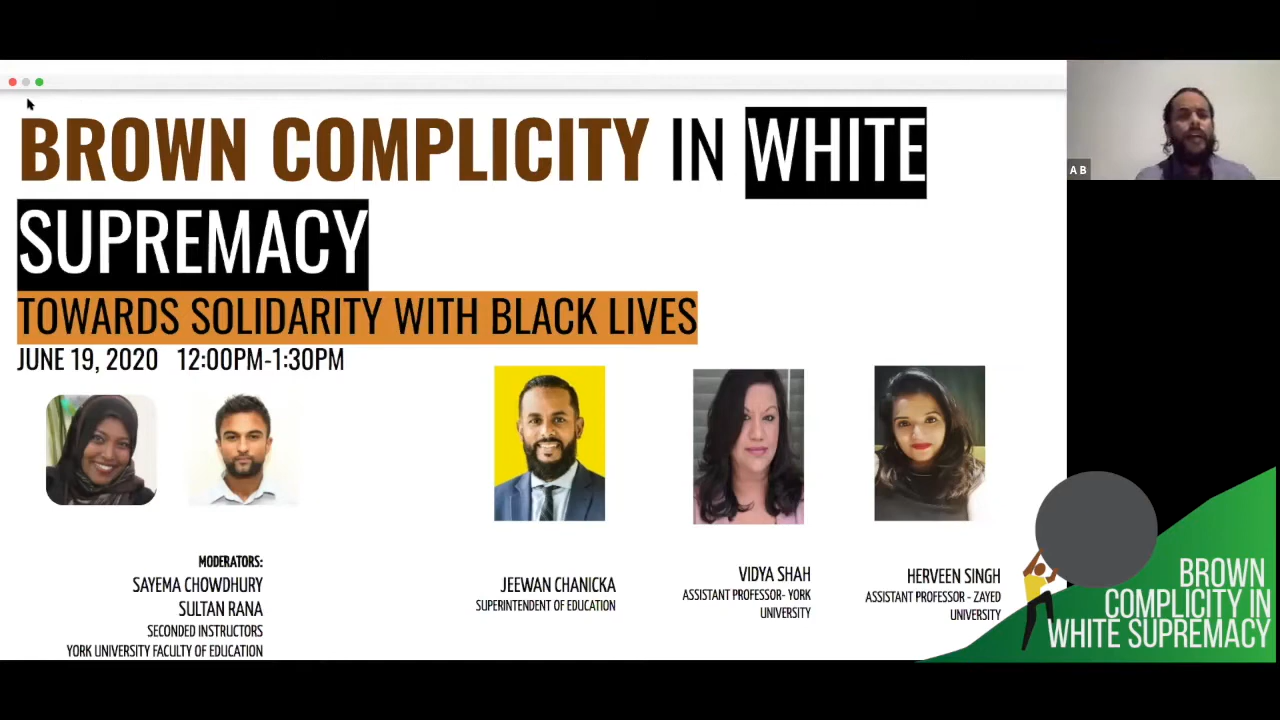 BROWN COMPLICITY IN WHITE
SUPREMACY
TOWARDS SOLIDARITY WITH BLACK LIVES
JUNE 19, 2020 12:00PM-1:30PM
MODERATORS:
SAYEMA CHOWDHURY
SULTAN RANA
SECONDED INSTRUCTORS
YORK UNIVERSITY FACULTY OF EDUCATION
JEEWAN CHANICKA
SUPERINTENDENT OF EDUCATION
VIDYA SHAH
ASSISTANT PROFESSOR- YORK
UNIVERSITY
HERVEEN SINGH
ASSISTANT PROFESSOR - ZAYED
UNIVERSITY
A B
BROWN
COMPLICITY IN
WHITE SUPREMACY